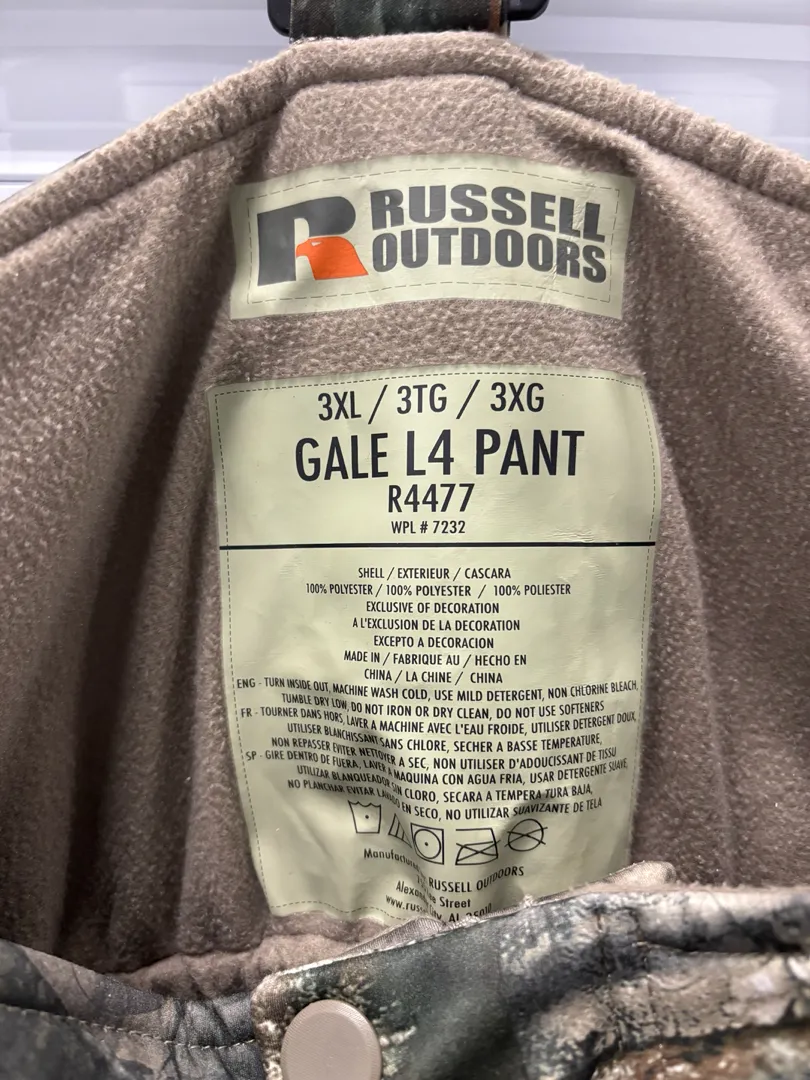 RUSSELL
OUTDOORS
3XL / 3TG / 3XG
GALE L4 PANT
R4477
WPL # 7232
SHELL / EXTERIEUR / CASCARA
100% POLYESTER / 100% POLYESTER / 100% POLIESTER
EXCLUSIVE OF DECORATION
A L'EXCLUSION DE LA DECORATION
EXCEPTO A DECORACION
MADE IN / FABRIQUE AU / HECHO EN
CHINA / LA CHINE / CHINA
ENG - TURN INSIDE OUT, MACHINE WASH COLD, USE MILD DETERGENT, NON CHLORINE BLEACH,
TUMBLE DRY LOW, DO NOT IRON OR DRY CLEAN, DO NOT USE SOFTENERS
FR - TOURNER DANS HORS, LAVER A MACHINE AVEC L'EAU FROIDE, UTILISER DETERGENT DOUX,
UTILISER BLANCHISSANT SANS CHLORE, SECHER A BASSE TEMPERATURE,
NON REPASSER EVITER NETTOYER A SEC, NON UTILISER D'ADOUCISSANT DE TISSU
SP - GIRE DENTRO DE FUERA, LAVER A MAQUINA CON AGUA FRIA, USAR DETERGENTE SUAVE,
UTILIZAR BLANQUEADOR SIN CLORO, SECARA A TEMPERA TURA BAJA,
NO PLANCHAR EVITAR LAVADO EN SECO, NO UTILIZAR SUAVIZANTE DE TELA
RUSSELL OUTDOORS
Street
AL